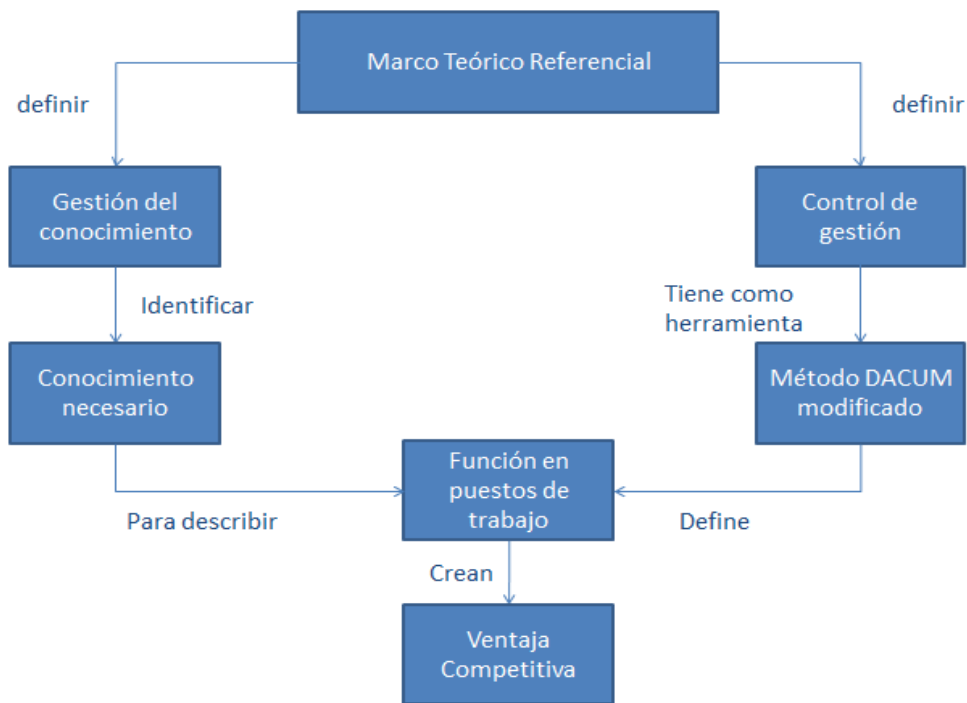 Marco Teórico Referencial
definir
definir
Gestión del
conocimiento
Control de
gestión
Identificar
Tiene como
herramienta
Conocimiento
necesario
Método DACUM
modificado
Función en
puestos de
trabajo
Para describir
Define
Crean
Ventaja
Competitiva